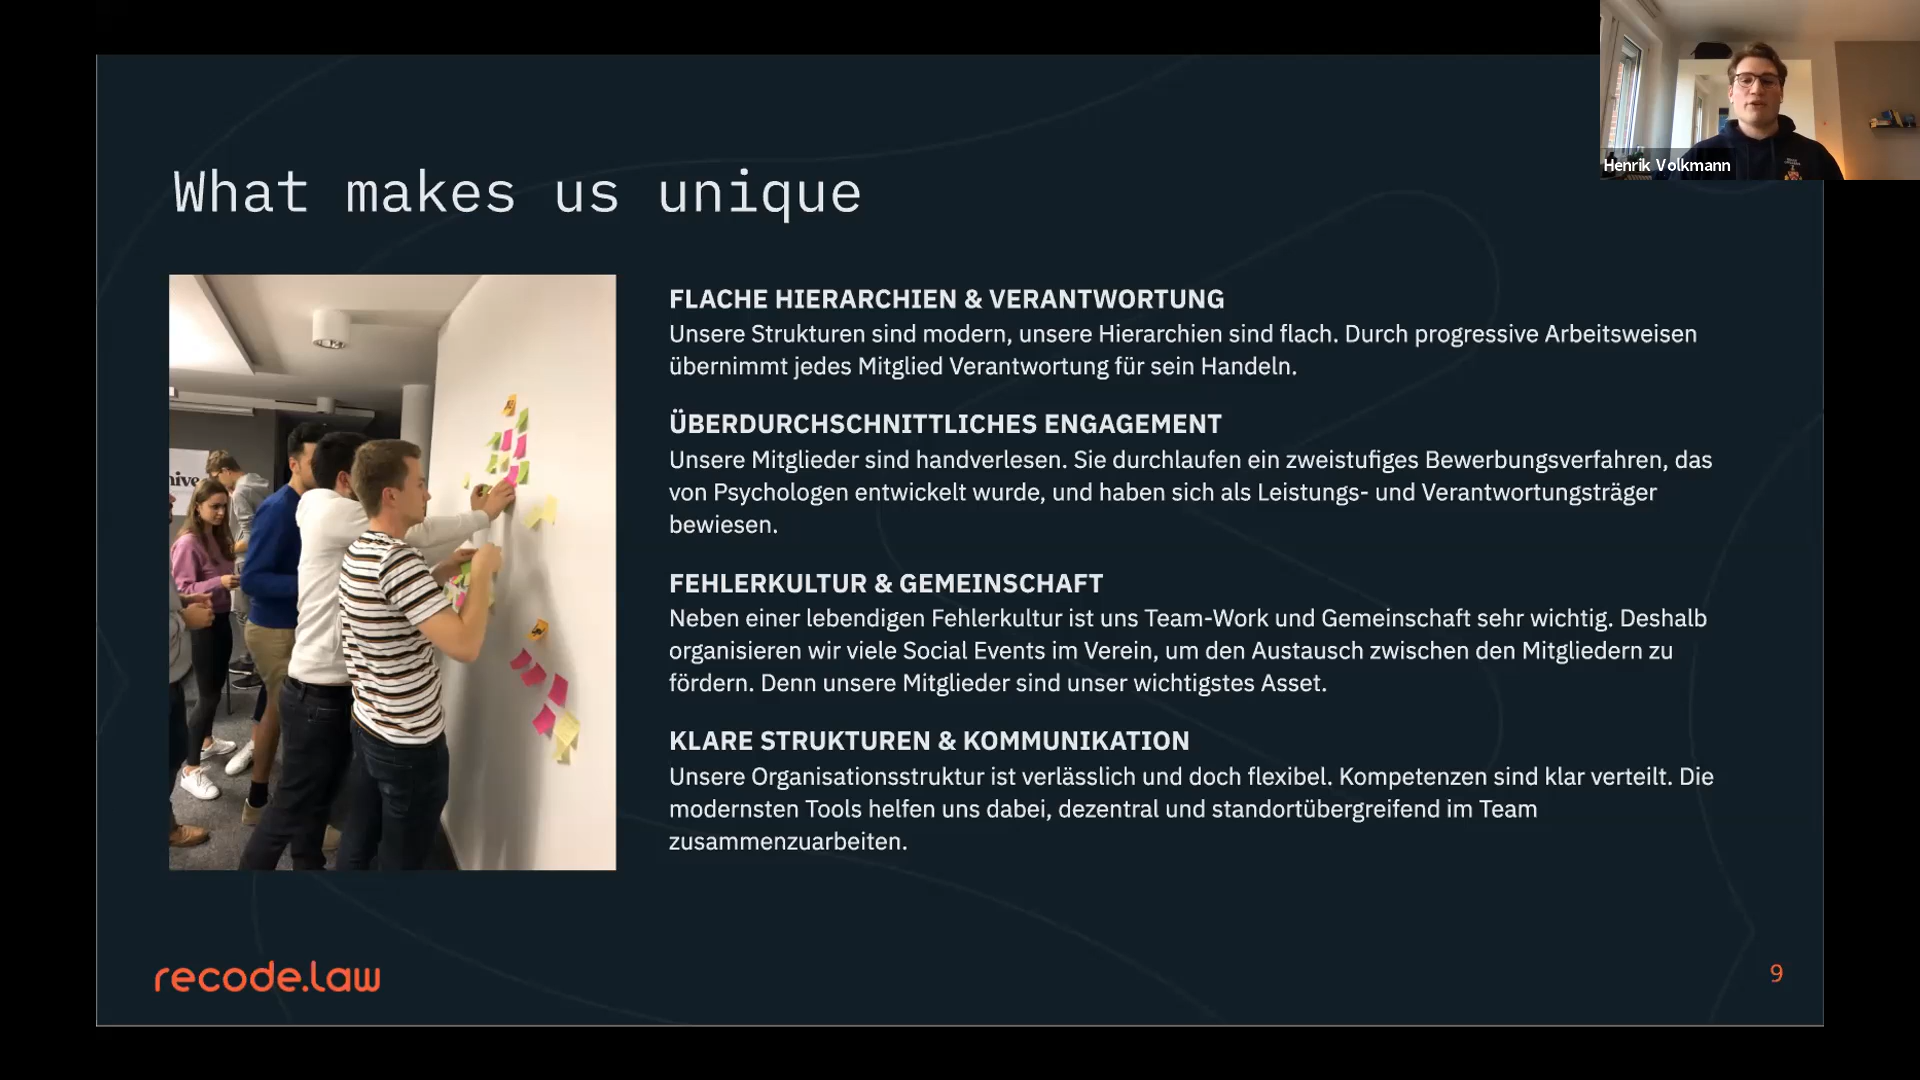 Henrik Volkmann
What makes us unique
FLACHE HIERARCHIEN & VERANTWORTUNG
Unsere Strukturen sind modern, unsere Hierarchien sind flach. Durch progressive Arbeitsweisen
übernimmt jedes Mitglied Verantwortung für sein Handeln.
ÜBERDURCHSCHNITTLICHES ENGAGEMENT
Unsere Mitglieder sind handverlesen. Sie durchlaufen ein zweistufiges Bewerbungsverfahren, das
von Psychologen entwickelt wurde, und haben sich als Leistungs- und Verantwortungsträger
bewiesen.
FEHLERKULTUR & GEMEINSCHAFT
Neben einer lebendigen Fehlerkultur ist uns Team-Work und Gemeinschaft sehr wichtig. Deshalb
organisieren wir viele Social Events im Verein, um den Austausch zwischen den Mitgliedern zu
fördern. Denn unsere Mitglieder sind unser wichtigstes Asset.
KLARE STRUKTUREN & KOMMUNIKATION
Unsere Organisationsstruktur ist verlässlich und doch flexibel. Kompetenzen sind klar verteilt. Die
modernsten Tools helfen uns dabei, dezentral und standortübergreifend im Team
zusammenzuarbeiten.
recode.law
9